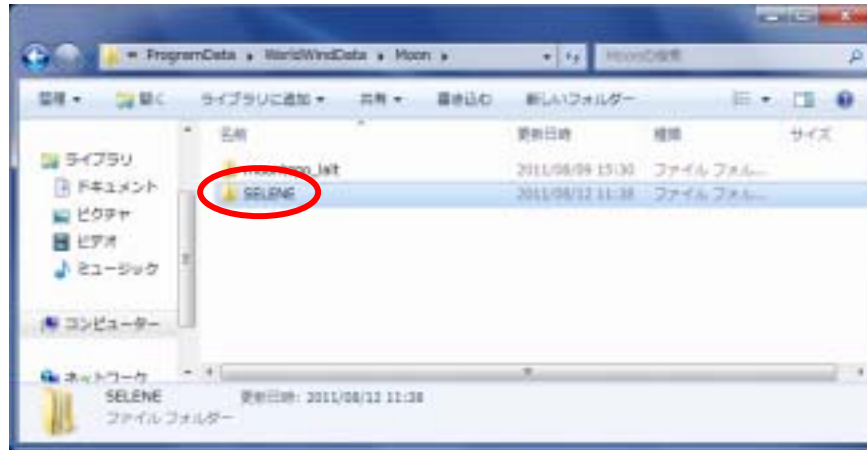 ProgramData ▸ WorldWindData ▸ Moon ▸
Moonの検索
整理 開く ライブラリに追加 共有 書き込む 新しいフォルダー
名前 更新日時 種類 サイズ
ライブラリ
ドキュメント
ピクチャ
ビデオ
ミュージック
コンピューター
ネットワーク
2011/08/09 15:30 ファイル フォル...
SELENE 2011/08/12 11:38 ファイル フォル...
SELENE 更新日時: 2011/08/12 11:38
ファイル フォルダー